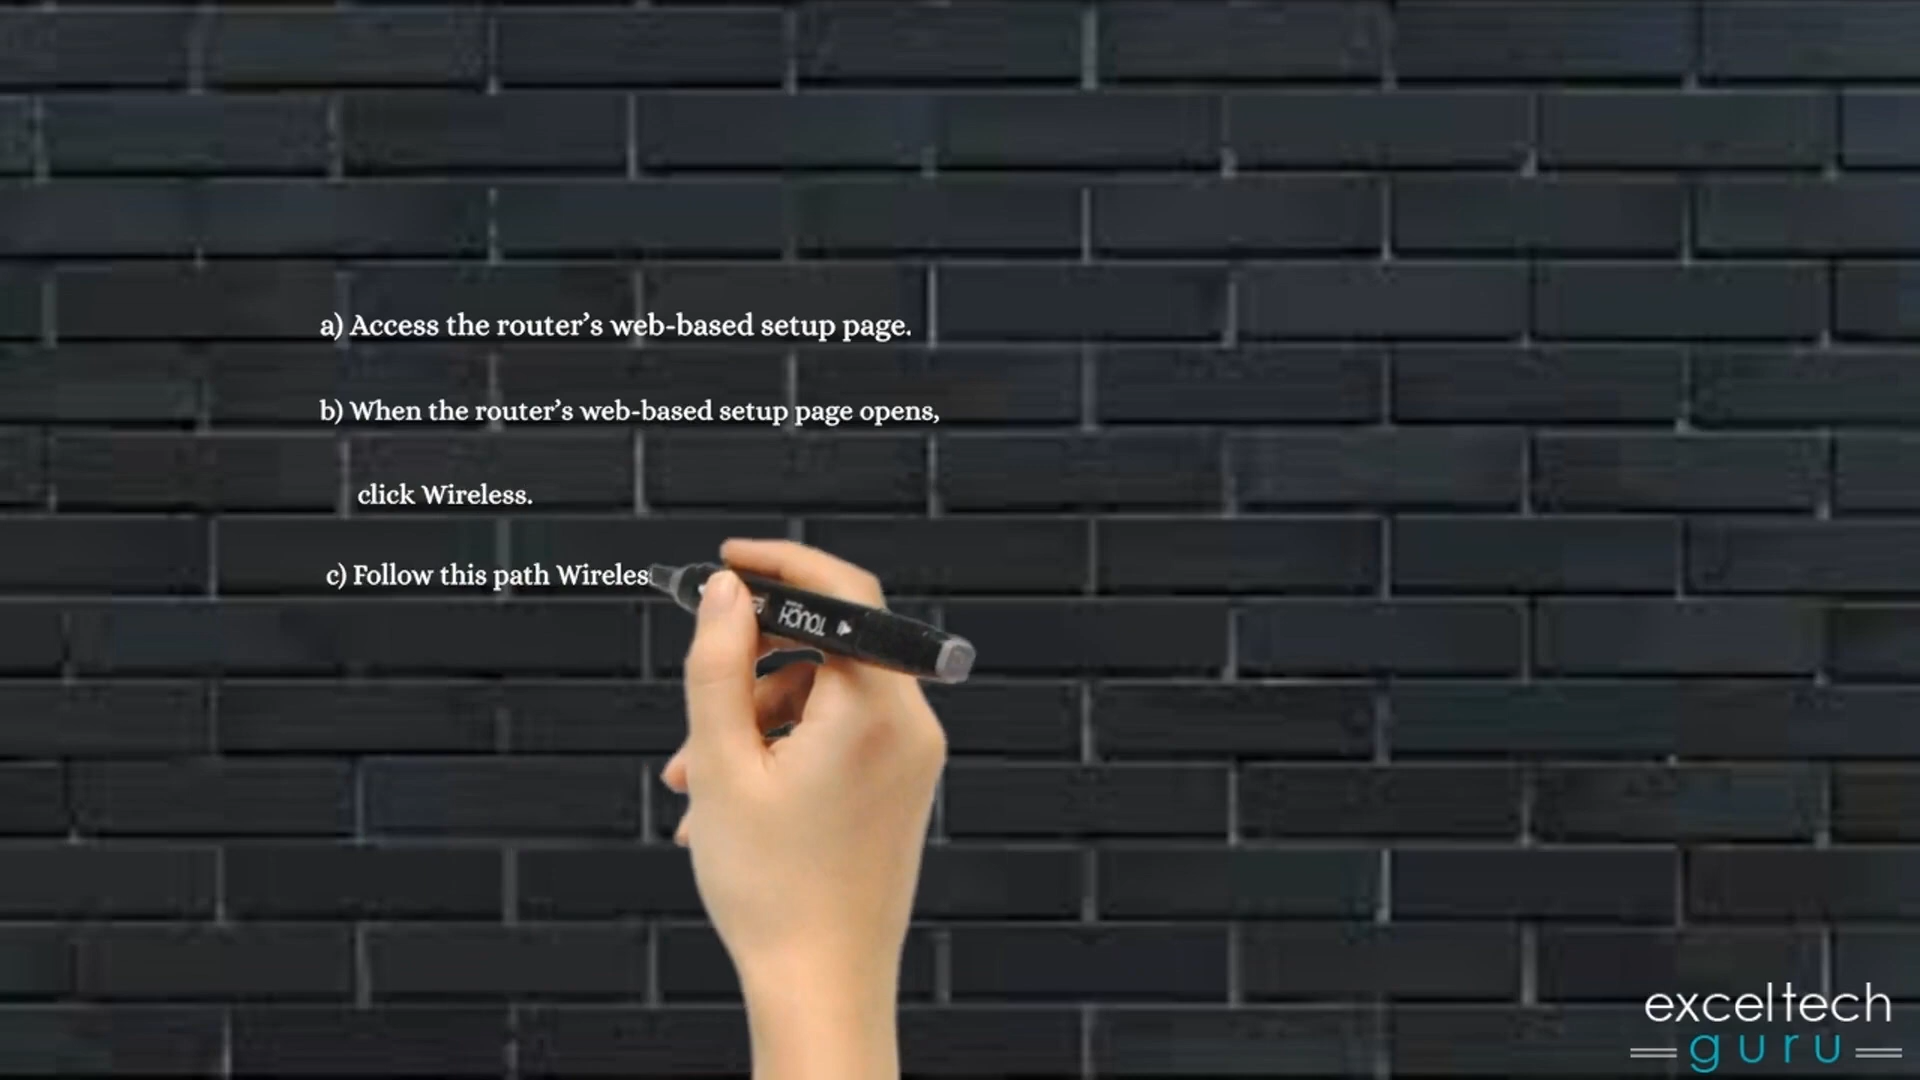 a) Access the router’s web-based setup page.
b) When the router’s web-based setup page opens,
click Wireless.
c) Follow this path Wireles
TOUCH
exceltech
guru